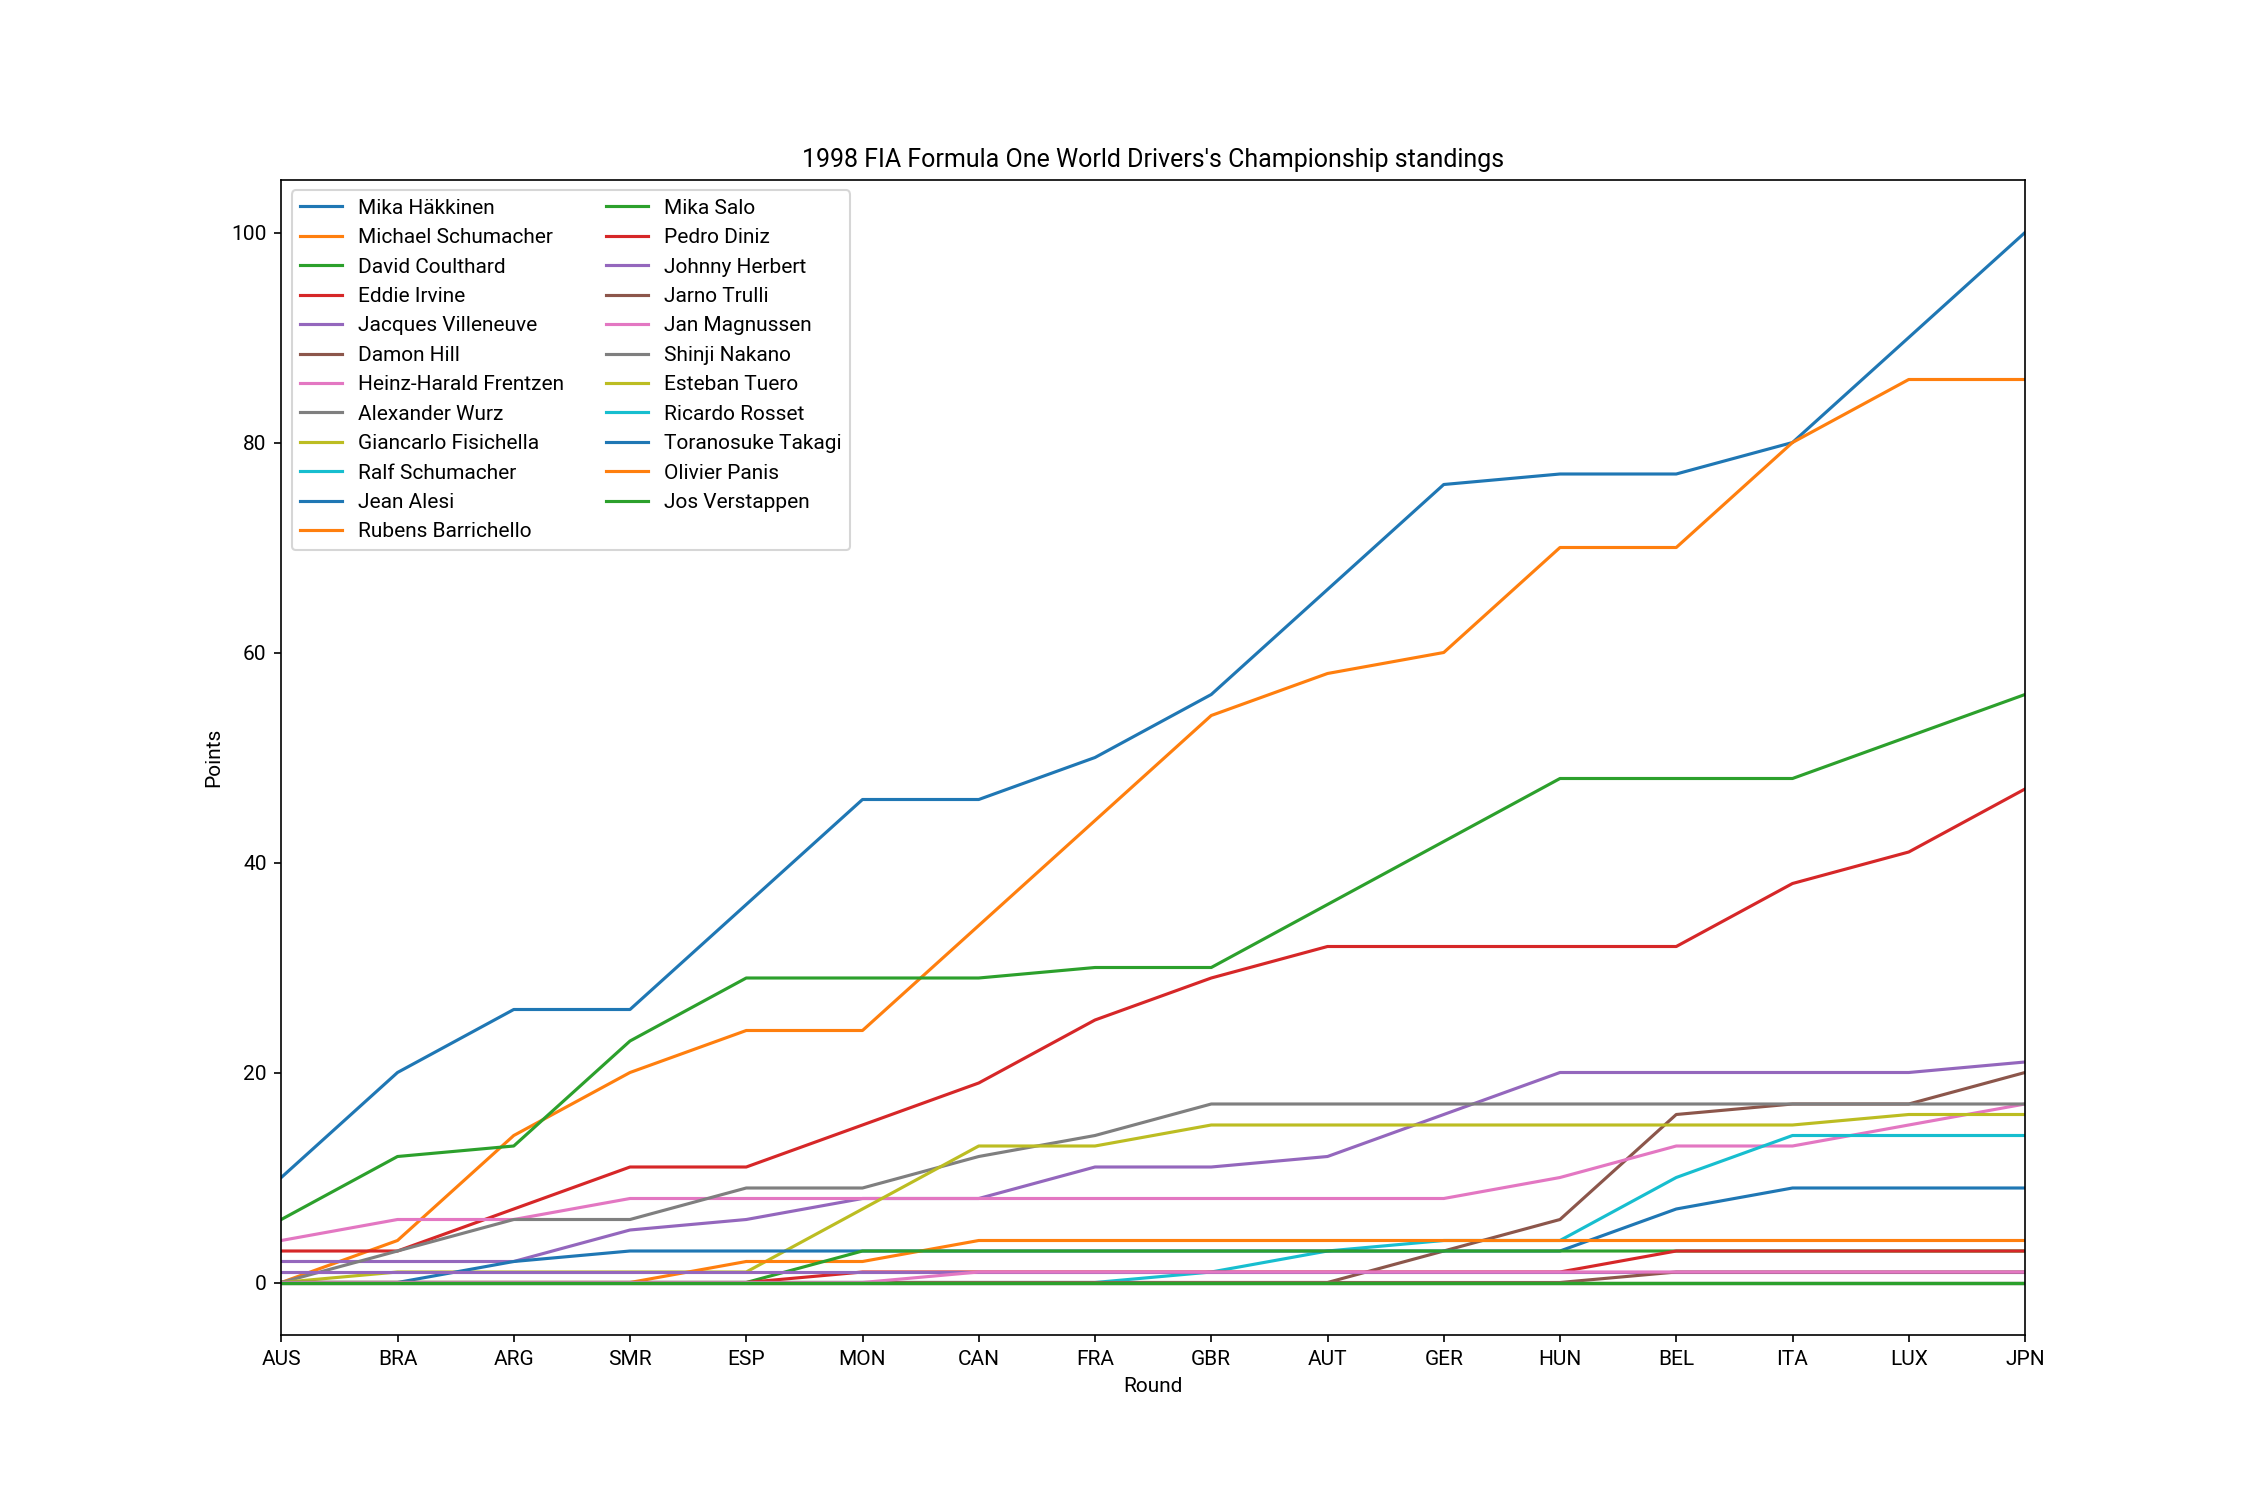 1998 FIA Formula One World Drivers's Championship standings
Mika Häkkinen
Michael Schumacher
David Coulthard
Eddie Irvine
Jacques Villeneuve
Damon Hill
Heinz-Harald Frentzen
Alexander Wurz
Giancarlo Fisichella
Ralf Schumacher
Jean Alesi
Rubens Barrichello
Mika Salo
Pedro Diniz
Johnny Herbert
Jarno Trulli
Jan Magnussen
Shinji Nakano
Esteban Tuero
Ricardo Rosset
Toranosuke Takagi
Olivier Panis
Jos Verstappen
100
80
60
40
20
0
Points
AUS BRA ARG SMR ESP MON CAN FRA GBR AUT GER HUN BEL ITA LUX JPN
Round